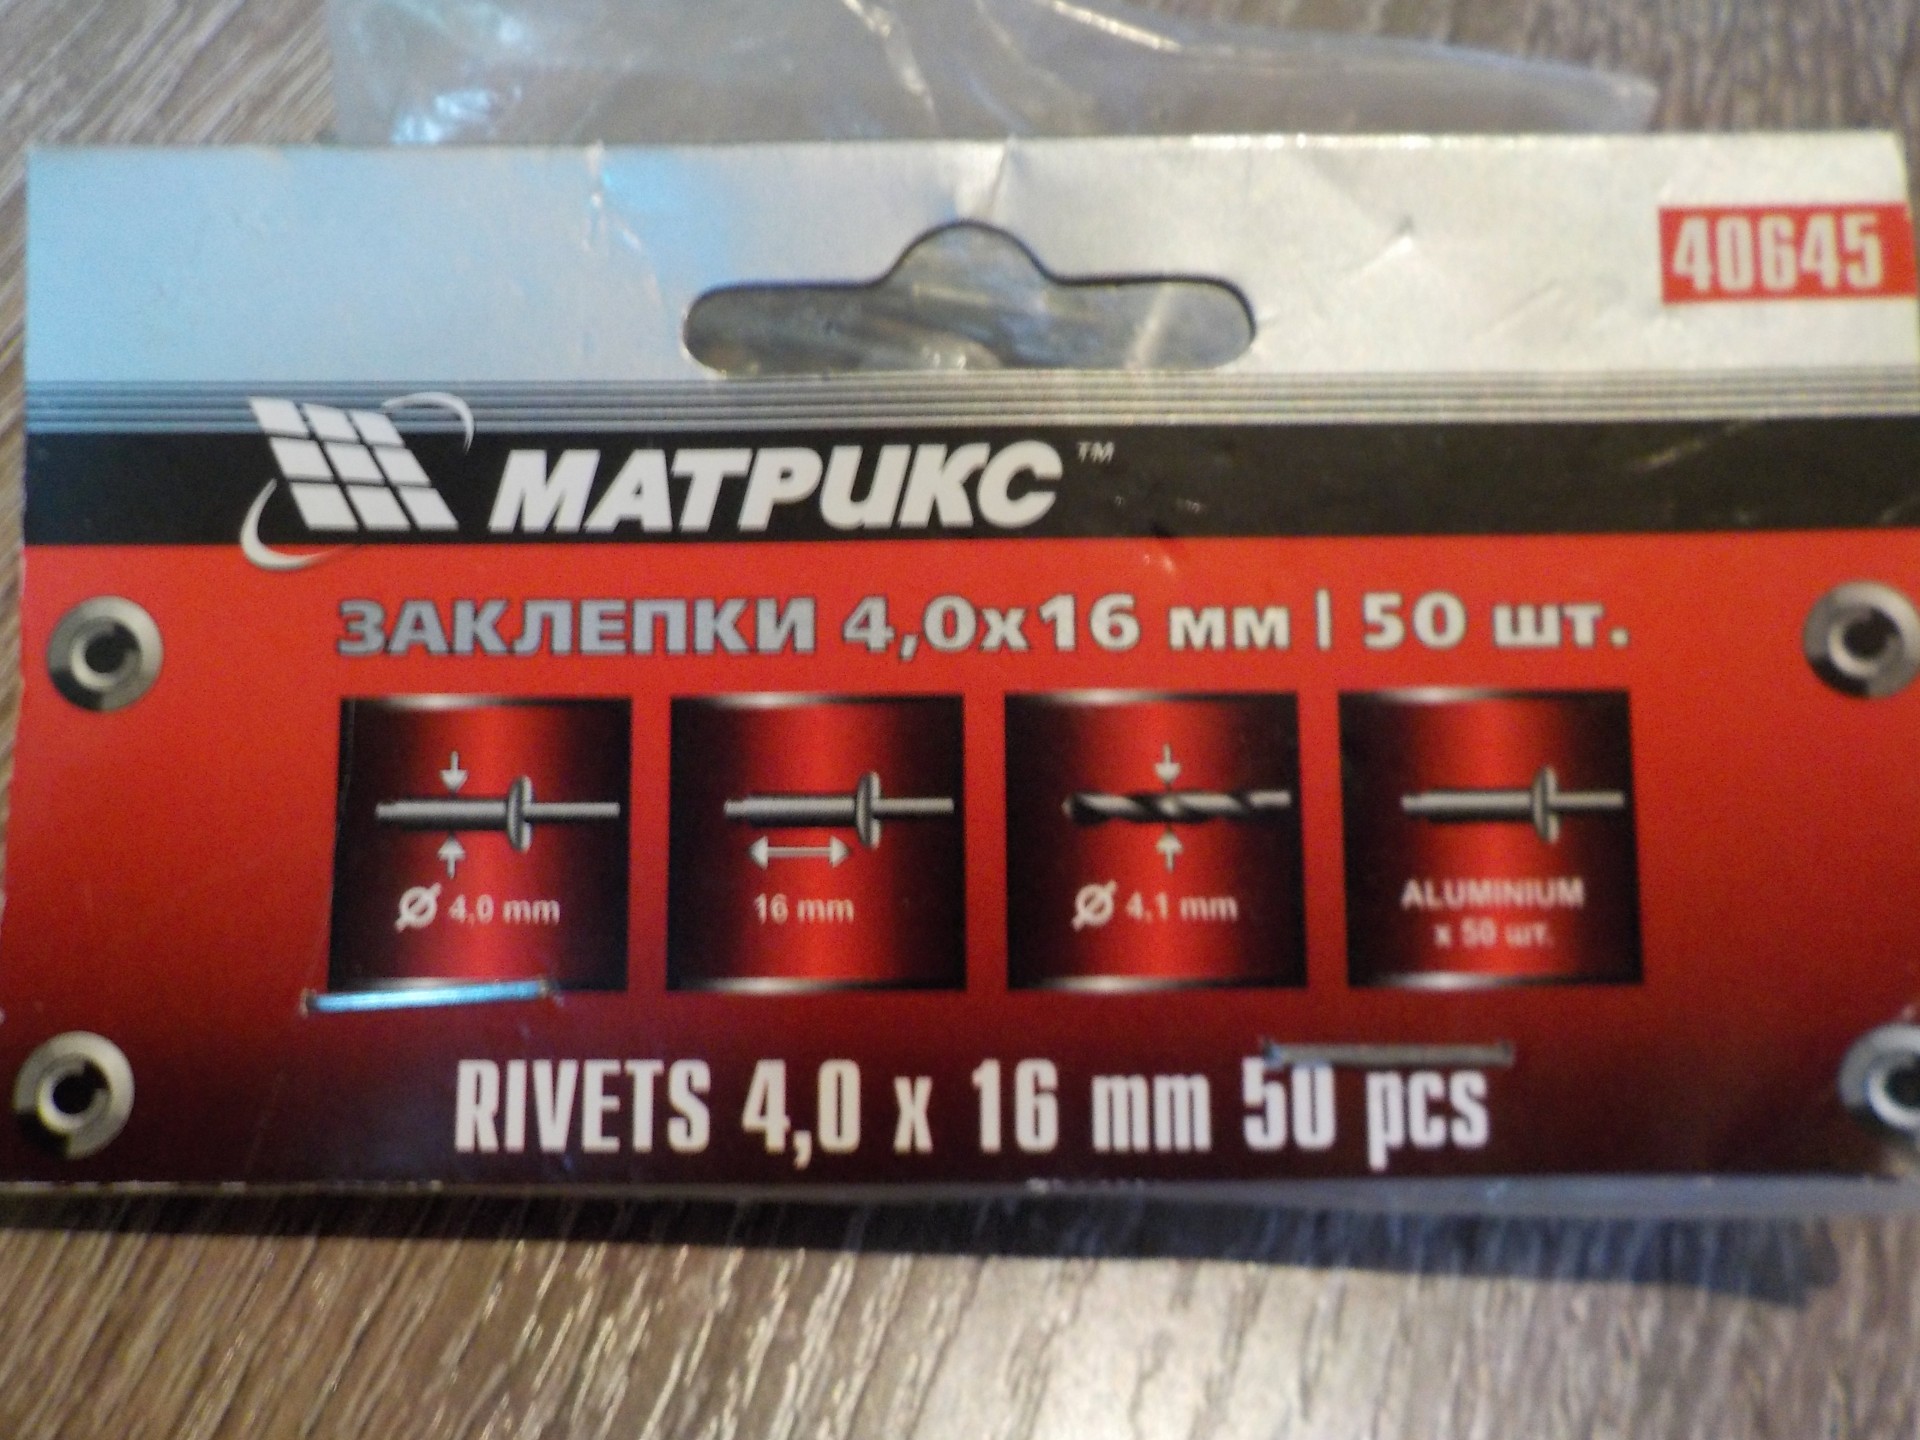 40645
МАТРИКС™
ЗАКЛЕПКИ 4,0х16 мм | 50 шт.
Ø 4,0 mm
16 mm
Ø 4,1 mm
ALUMINIUM
x 50 шт.
RIVETS 4,0 x 16 mm 50 pcs